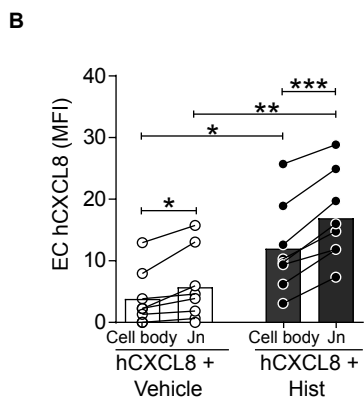 B
EC hCXCL8 (MFI)
40
30
20
10
0
***
**
*
*
Cell body Jn Cell body Jn
hCXCL8 + hCXCL8 +
Vehicle Hist